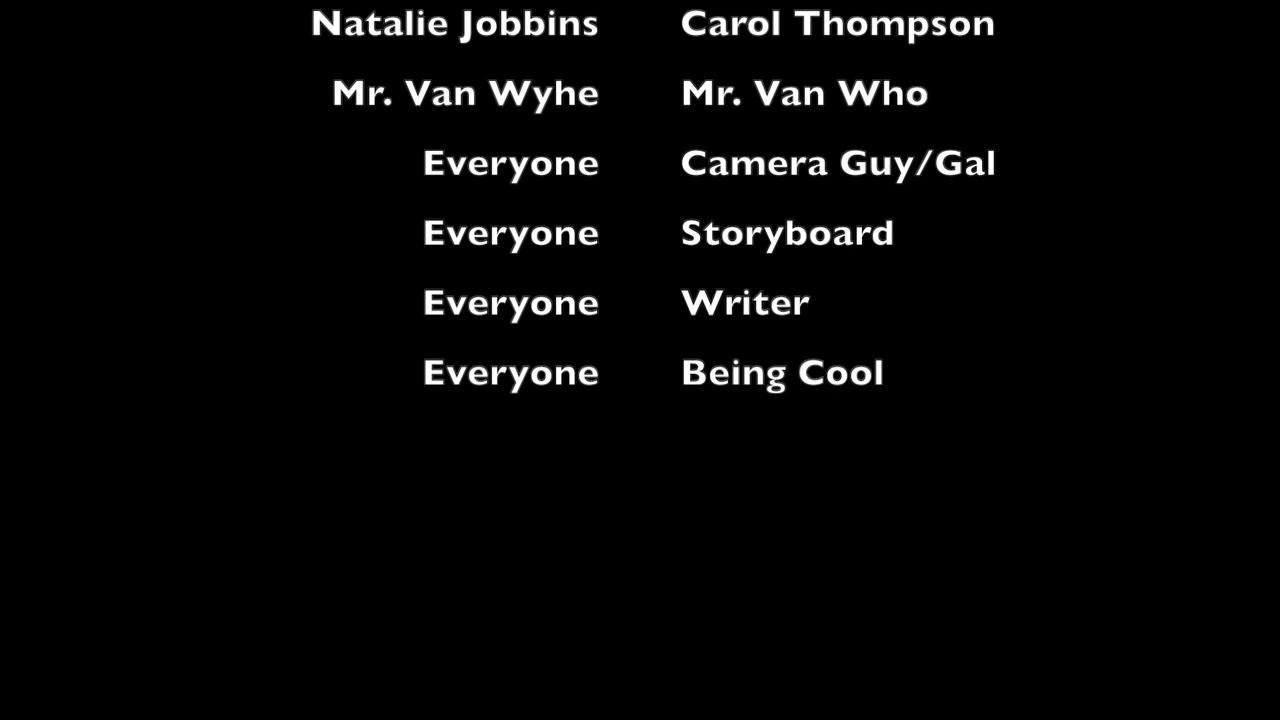 Natalie Jobbins Carol Thompson
Mr. Van Wyhe Mr. Van Who
Everyone Camera Guy/Gal
Everyone Storyboard
Everyone Writer
Everyone Being Cool